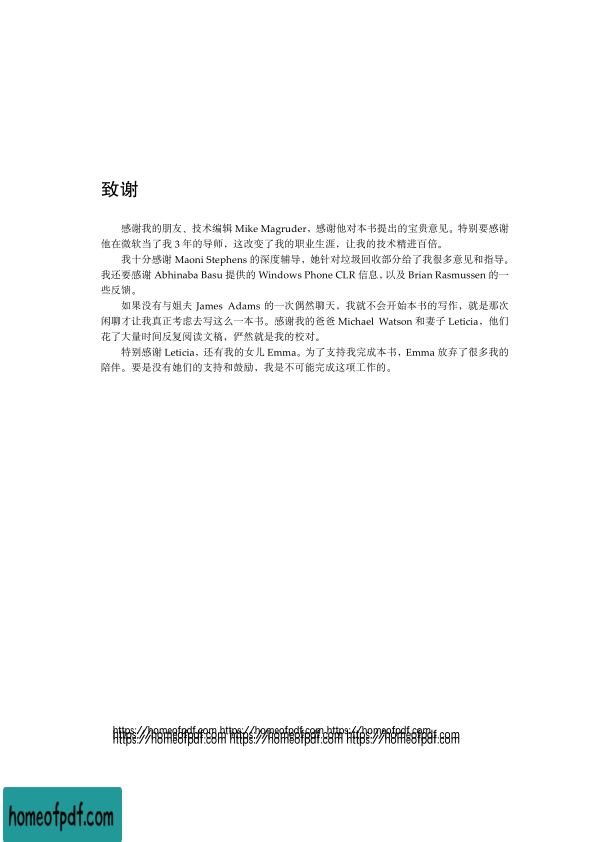 致谢
感谢我的朋友、技术编辑 Mike Magruder，感谢他对本书提出的宝贵意见。特别要感谢
他在微软当了我 3 年的导师，这改变了我的职业生涯，让我的技术精进百倍。
我十分感谢 Maoni Stephens 的深度辅导，她针对垃圾回收部分给了我很多意见和指导。
我还要感谢 Abhinaba Basu 提供的 Windows Phone CLR 信息，以及 Brian Rasmussen 的一
些反馈。
如果没有与姐夫 James Adams 的一次偶然聊天，我就不会开始本书的写作，就是那次
闲聊才让我真正考虑去写这么一本书。感谢我的爸爸 Michael Watson 和妻子 Leticia，他们
花了大量时间反复阅读文稿，俨然就是我的校对。
特别感谢 Leticia，还有我的女儿 Emma。为了支持我完成本书，Emma 放弃了很多我的
陪伴。要是没有她们的支持和鼓励，我是不可能完成这项工作的。
https://homeofpdf.com https://homeofpdf.com https://homeofpdf.com
https://homeofpdf.com https://homeofpdf.com https://homeofpdf.com
homeofpdf.com